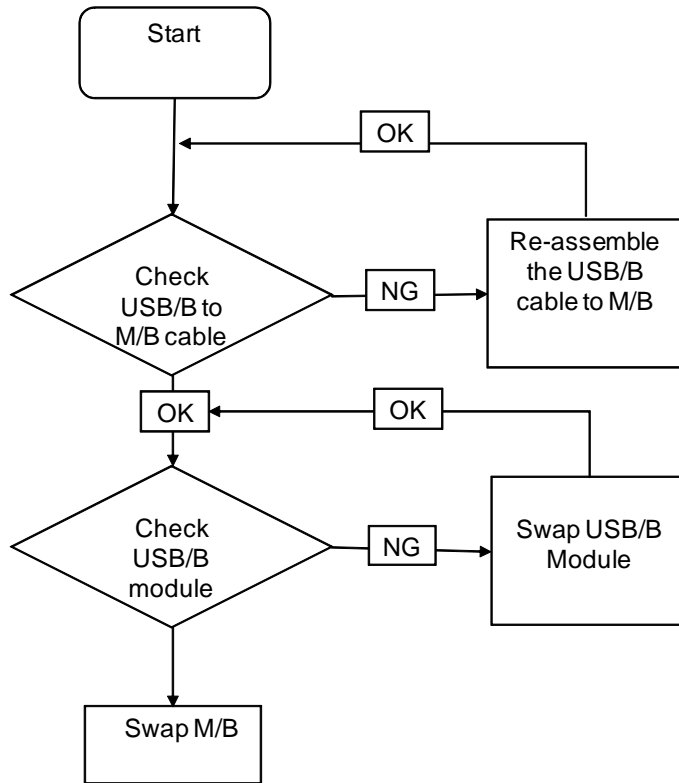 Start
OK
Check
USB/B to
M/B cable
NG
Re-assemble
the USB/B
cable to M/B
OK
OK
Check
USB/B
module
NG
Swap USB/B
Module
Swap M/B